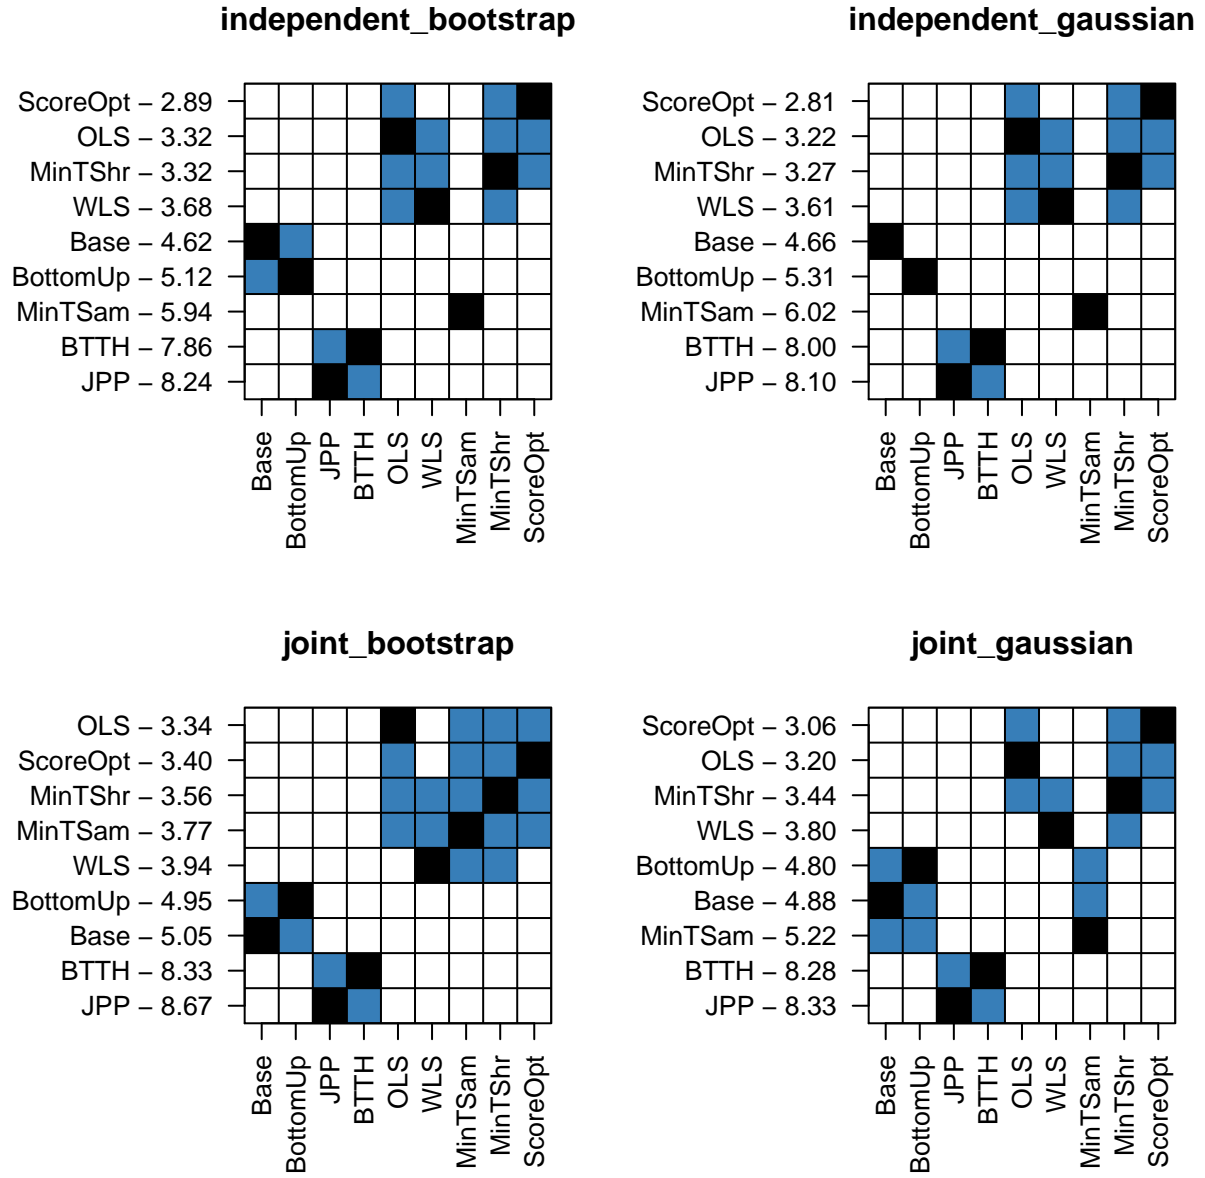 independent_bootstrap
ScoreOpt – 2.89
OLS – 3.32
MinTShr – 3.32
WLS – 3.68
Base – 4.62
BottomUp – 5.12
MinTSam – 5.94
BTTH – 7.86
JPP – 8.24
Base
BottomUp
JPP
BTTH
OLS
WLS
MinTSam
MinTShr
ScoreOpt
independent_gaussian
ScoreOpt – 2.81
OLS – 3.22
MinTShr – 3.27
WLS – 3.61
Base – 4.66
BottomUp – 5.31
MinTSam – 6.02
BTTH – 8.00
JPP – 8.10
Base
BottomUp
JPP
BTTH
OLS
WLS
MinTSam
MinTShr
ScoreOpt
joint_bootstrap
OLS – 3.34
ScoreOpt – 3.40
MinTShr – 3.56
MinTSam – 3.77
WLS – 3.94
BottomUp – 4.95
Base – 5.05
BTTH – 8.33
JPP – 8.67
Base
BottomUp
JPP
BTTH
OLS
WLS
MinTSam
MinTShr
ScoreOpt
joint_gaussian
ScoreOpt – 3.06
OLS – 3.20
MinTShr – 3.44
WLS – 3.80
BottomUp – 4.80
Base – 4.88
MinTSam – 5.22
BTTH – 8.28
JPP – 8.33
Base
BottomUp
JPP
BTTH
OLS
WLS
MinTSam
MinTShr
ScoreOpt